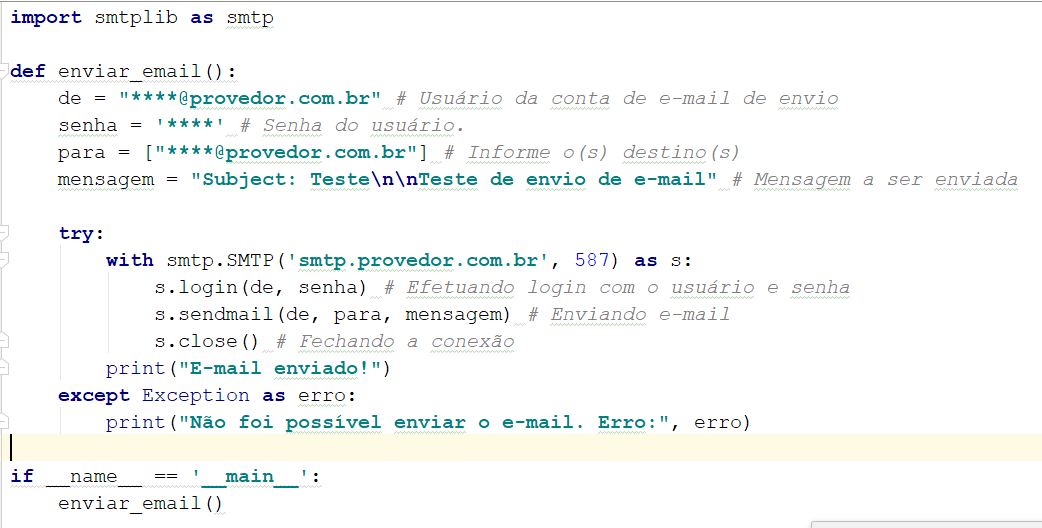 import smtplib as smtp
def enviar_email():
    de = "****@provedor.com.br" # Usuário da conta de e-mail de envio
    senha = '****' # Senha do usuário.
    para = ["****@provedor.com.br"] # Informe o(s) destino(s)
    mensagem = "Subject: Teste\n\nTeste de envio de e-mail" # Mensagem a ser enviada
    try:
        with smtp.SMTP('smtp.provedor.com.br', 587) as s:
            s.login(de, senha) # Efetuando login com o usuário e senha
            s.sendmail(de, para, mensagem) # Enviando e-mail
            s.close() # Fechando a conexão
        print("E-mail enviado!")
    except Exception as erro:
        print("Não foi possível enviar o e-mail. Erro:", erro)
if __name__ == '__main__':
    enviar_email()